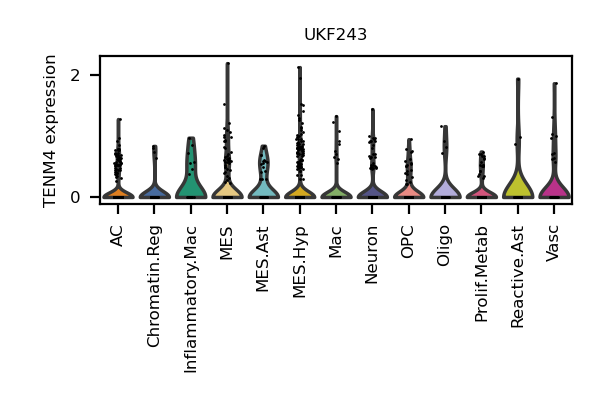 UKF243
TENM4 expression
2
0
AC
Chromatin.Reg
Inflammatory.Mac
MES
MES.Ast
MES.Hyp
Mac
Neuron
OPC
Oligo
Prolif.Metab
Reactive.Ast
Vasc